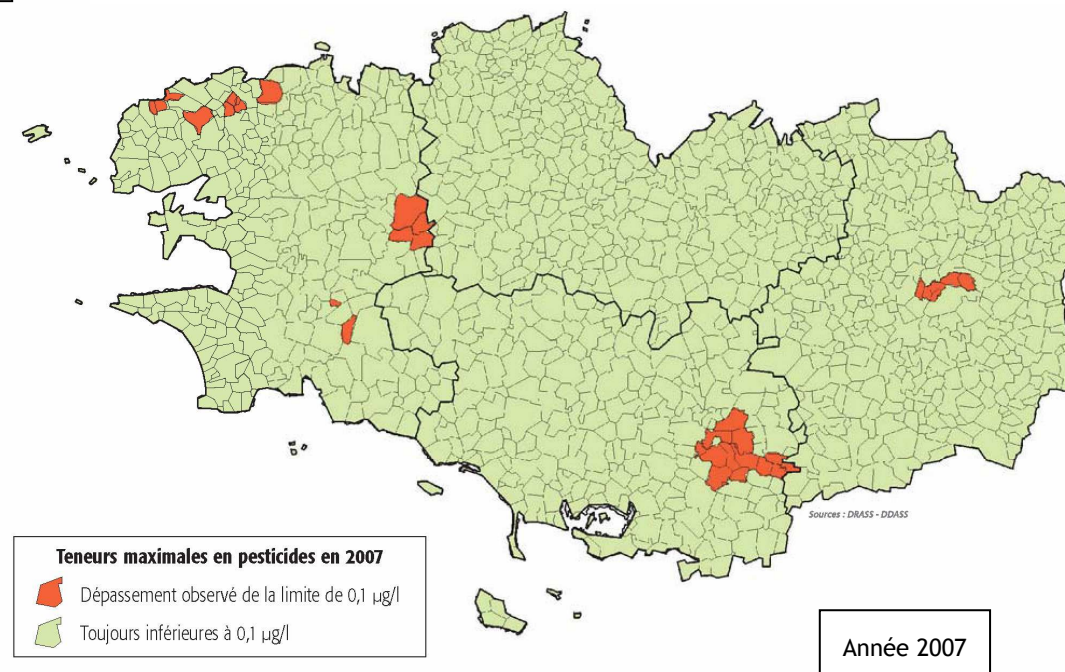 Sources : DRASS - DDASS
Teneurs maximales en pesticides en 2007
Dépassement observé de la limite de 0,1 µg/l
Toujours inférieures à 0,1 µg/l
Année 2007